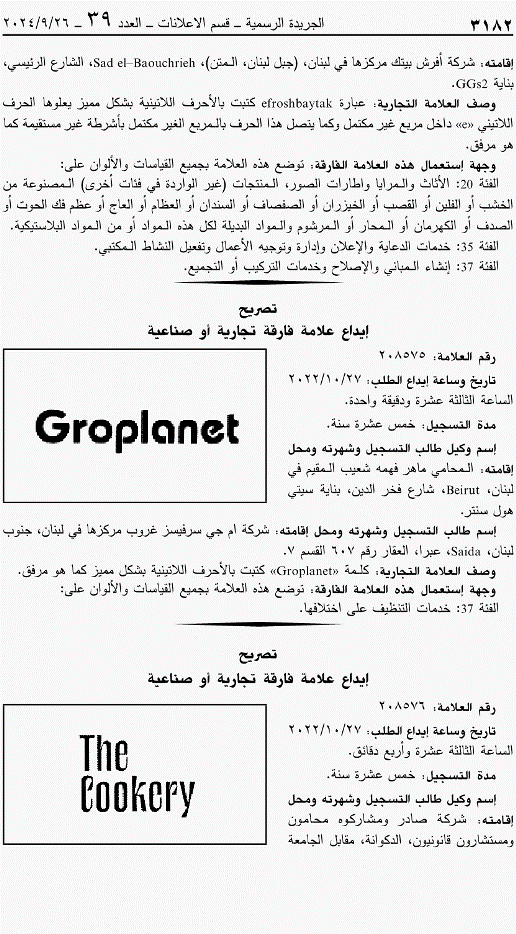 ٣١٨٢
الجريدة الرسمية – قسم الاعلانات – العدد ٣٩ – ٢٠٢٤/٩/٢٦
إقامته: شركة أفرش بيتك مركزها في لبنان، (جبل لبنان، المتن)، Sad el–Baouchrieh، الشارع الرئيسي،
بناية GGs2.
وصف العلامة التجارية: عبارة efroshbaytak كتبت بالأحرف اللاتينية بشكل مميز يعلوها الحرف
اللاتيني «e» داخل مربع غير مكتمل وكما يتصل هذا الحرف بالمربع الغير مكتمل بأشرطة غير مستقيمة كما
هو مرفق.
وجهة إستعمال هذه العلامة الفارقة: توضع هذه العلامة بجميع القياسات والألوان على:
الفئة 20: الأثاث والمرايا واطارات الصور، المنتجات (غير الواردة في فئات أخرى) المصنوعة من
الخشب أو الفلين أو القصب أو الخيزران أو الصفصاف أو السندان أو العظام أو العاج أو عظم فك الحوت أو
الصدف أو الكهرمان أو المحار أو المرشوم والمواد البديلة لكل هذه المواد أو من المواد البلاستيكية.
الفئة 35: خدمات الدعاية والإعلان وإدارة وتوجيه الأعمال وتفعيل النشاط المكتبي.
الفئة 37: إنشاء المباني والإصلاح وخدمات التركيب أو التجميع.
تصريح
إيداع علامة فارقة تجارية أو صناعية
رقم العلامة: ٢٠٨٥٧٥
تاريخ وساعة إيداع الطلب: ٢٠٢٢/١٠/٢٧
الساعة الثالثة عشرة ودقيقة واحدة.
مدة التسجيل: خمس عشرة سنة.
إسم وكيل طالب التسجيل وشهرته ومحل
إقامته: المحامي ماهر فهمه شعيب المقيم في
لبنان، Beirut، شارع فخر الدين، بناية سيتي
هول سنتر.
Groplanet
إسم طالب التسجيل وشهرته ومحل إقامته: شركة ام جي سرفيسز غروب مركزها في لبنان، جنوب
لبنان، Saida، عبرا، العقار رقم ٦٠٧ القسم ٧.
وصف العلامة التجارية: كلمة «Groplanet» كتبت بالأحرف اللاتينية بشكل مميز كما هو مرفق.
وجهة إستعمال هذه العلامة الفارقة: توضع هذه العلامة بجميع القياسات والألوان على:
الفئة 37: خدمات التنظيف على اختلافها.
تصريح
إيداع علامة فارقة تجارية أو صناعية
رقم العلامة: ٢٠٨٥٧٦
تاريخ وساعة إيداع الطلب: ٢٠٢٢/١٠/٢٧
الساعة الثالثة عشرة وأربع دقائق.
مدة التسجيل: خمس عشرة سنة.
إسم وكيل طالب التسجيل وشهرته ومحل
إقامته: شركة صادر ومشاركوه محامون
ومستشارون قانونيون، الدكوانة، مقابل الجامعة
The
Cookery